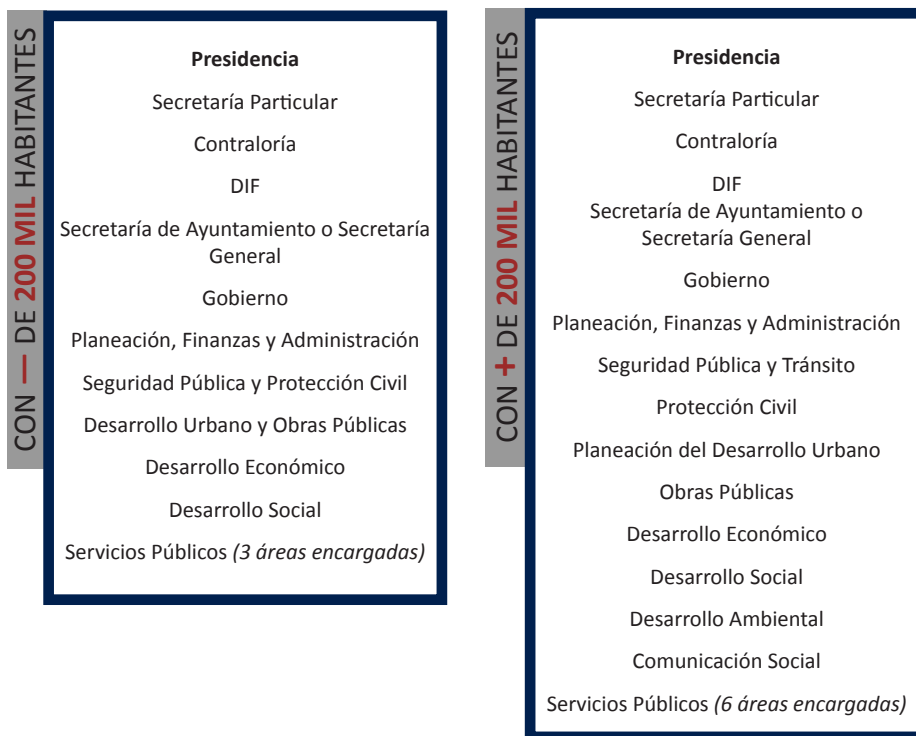 CON — DE 200 MIL HABITANTES
Presidencia
Secretaría Particular
Contraloría
DIF
Secretaría de Ayuntamiento o Secretaría
General
Gobierno
Planeación, Finanzas y Administración
Seguridad Pública y Protección Civil
Desarrollo Urbano y Obras Públicas
Desarrollo Económico
Desarrollo Social
Servicios Públicos (3 áreas encargadas)
CON + DE 200 MIL HABITANTES
Presidencia
Secretaría Particular
Contraloría
DIF
Secretaría de Ayuntamiento o
Secretaría General
Gobierno
Planeación, Finanzas y Administración
Seguridad Pública y Tránsito
Protección Civil
Planeación del Desarrollo Urbano
Obras Públicas
Desarrollo Económico
Desarrollo Social
Desarrollo Ambiental
Comunicación Social
Servicios Públicos (6 áreas encargadas)